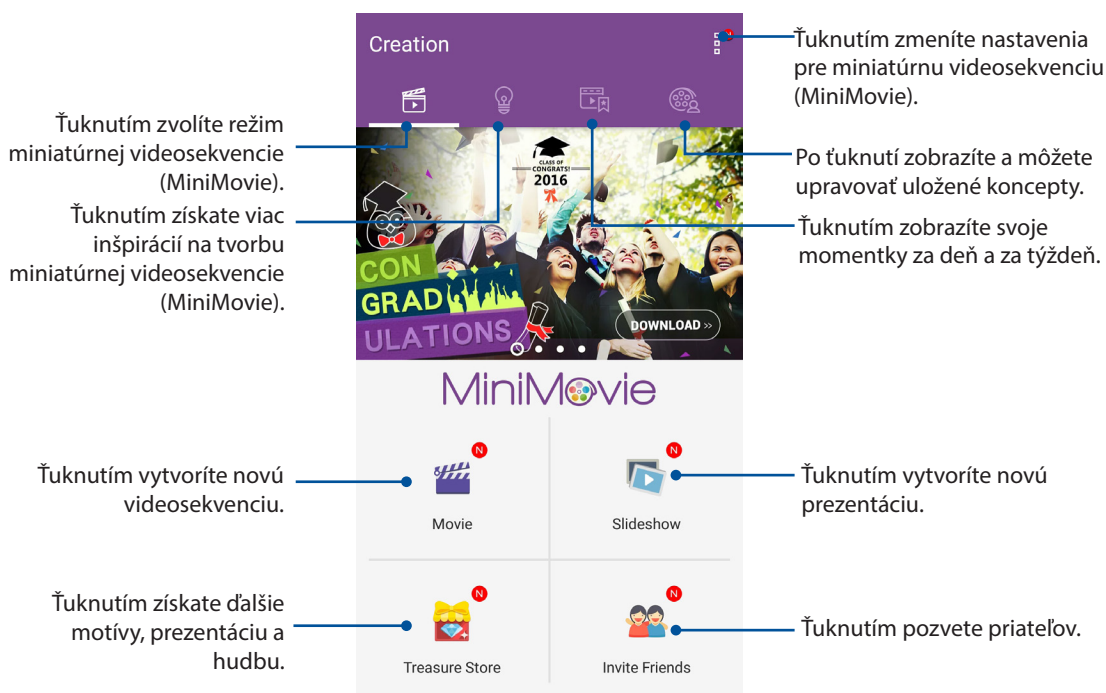 Creation
Ťuknutím zmeníte nastavenia
pre miniatúrnu videosekvenciu
(MiniMovie).
Ťuknutím zvolíte režim
miniatúrnej videosekvencie
(MiniMovie).
Po ťuknutí zobrazíte a môžete
upravovať uložené koncepty.
Ťuknutím získate viac
inšpirácií na tvorbu
miniatúrnej videosekvencie
(MiniMovie).
Ťuknutím zobrazíte svoje
momentky za deň a za týždeň.
CLASS OF
CONGRATS!
2016
CON
GRAD
ULATIONS
DOWNLOAD »
MiniMovie
Ťuknutím vytvoríte novú
videosekvenciu.
N
Movie
N
Slideshow
Ťuknutím vytvoríte novú
prezentáciu.
Ťuknutím získate ďalšie
motívy, prezentáciu a
hudbu.
N
Treasure Store
N
Invite Friends
Ťuknutím pozvete priateľov.